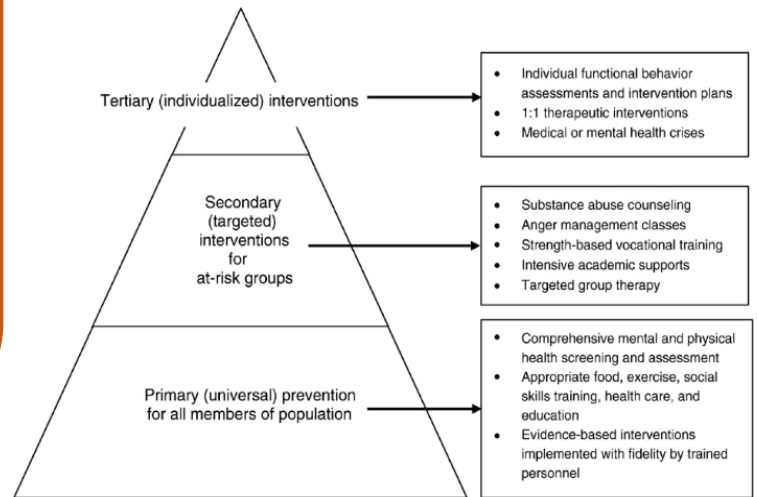 Tertiary (individualized) interventions
• Individual functional behavior
assessments and intervention plans
• 1:1 therapeutic interventions
• Medical or mental health crises
Secondary
(targeted)
interventions
for
at-risk groups
• Substance abuse counseling
• Anger management classes
• Strength-based vocational training
• Intensive academic supports
• Targeted group therapy
Primary (universal) prevention
for all members of population
• Comprehensive mental and physical
health screening and assessment
• Appropriate food, exercise, social
skills training, health care, and
education
• Evidence-based interventions
implemented with fidelity by trained
personnel